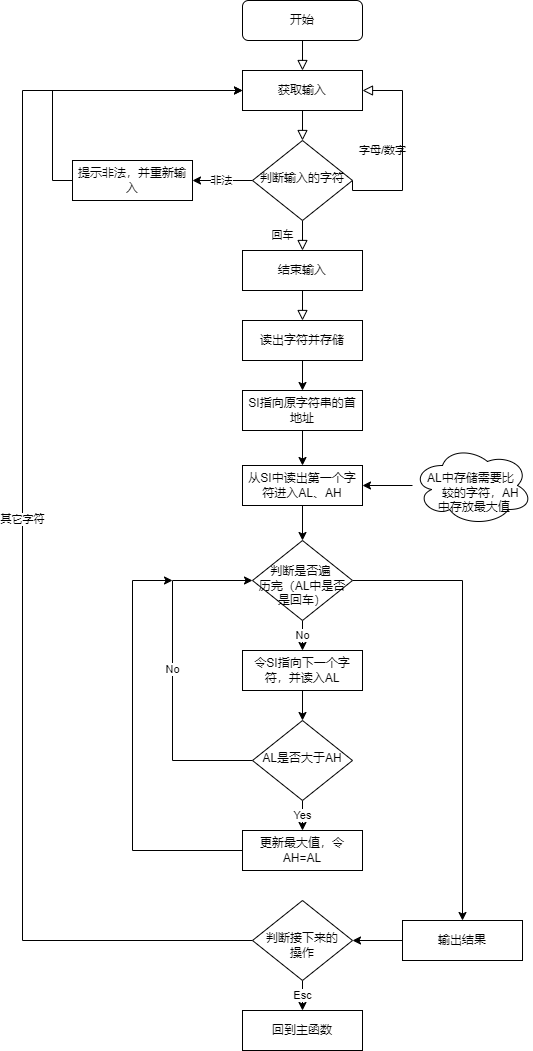 开始
获取输入
字母/数字
提示非法，并重新输
入
非法
判断输入的字符
回车
结束输入
读出字符并存储
SI指向原字符串的首
地址
从SI中读出第一个字
符进入AL、AH
AL中存储需要比
较的字符，AH
中存放最大值
其它字符
判断是否遍
历完（AL中是否
是回车）
No
令SI指向下一个字
符，并读入AL
No
AL是否大于AH
Yes
更新最大值，令
AH=AL
判断接下来的
操作
输出结果
Esc
回到主函数